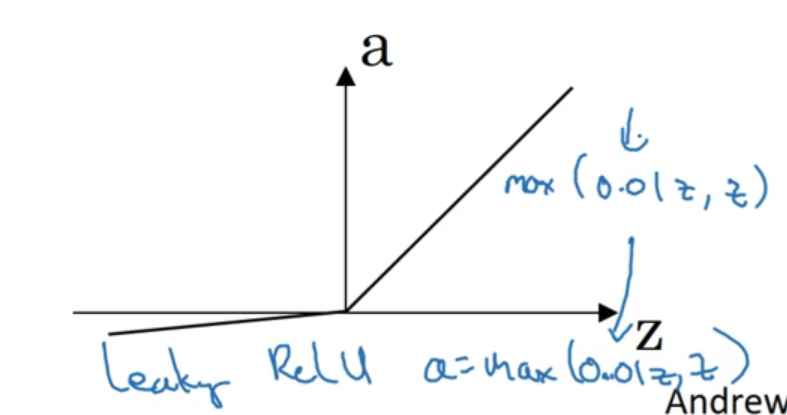 a
max (0.01z, z)
z
Leaky ReLU a=max(0.01z, z)
Andrew